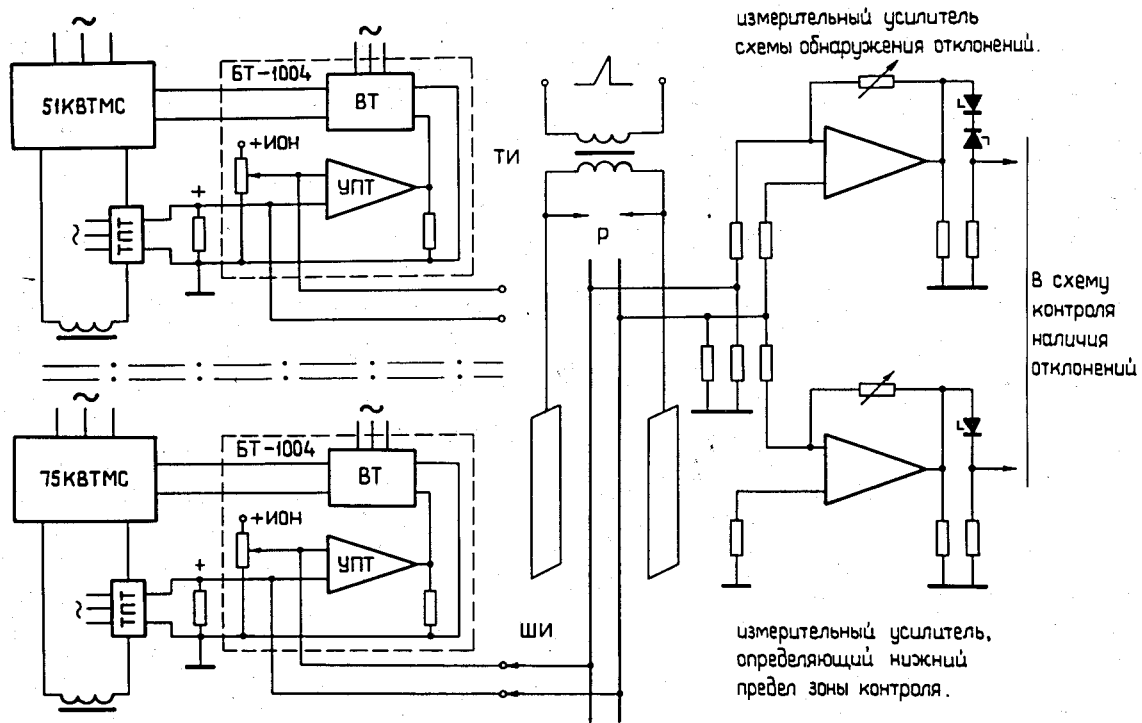 измерительный усилитель
схемы обнаружения отклонений.
~
~
БТ-1004
51КВТМС
ВТ
+ИОН
ТИ
УПТ
+
ТПТ
~
Р
В схему
контроля
наличия
отклонений
~
~
БТ-1004
75КВТМС
ВТ
+ИОН
УПТ
+
ТПТ
~
ШИ
измерительный усилитель,
определяющий нижний
предел зоны контроля.